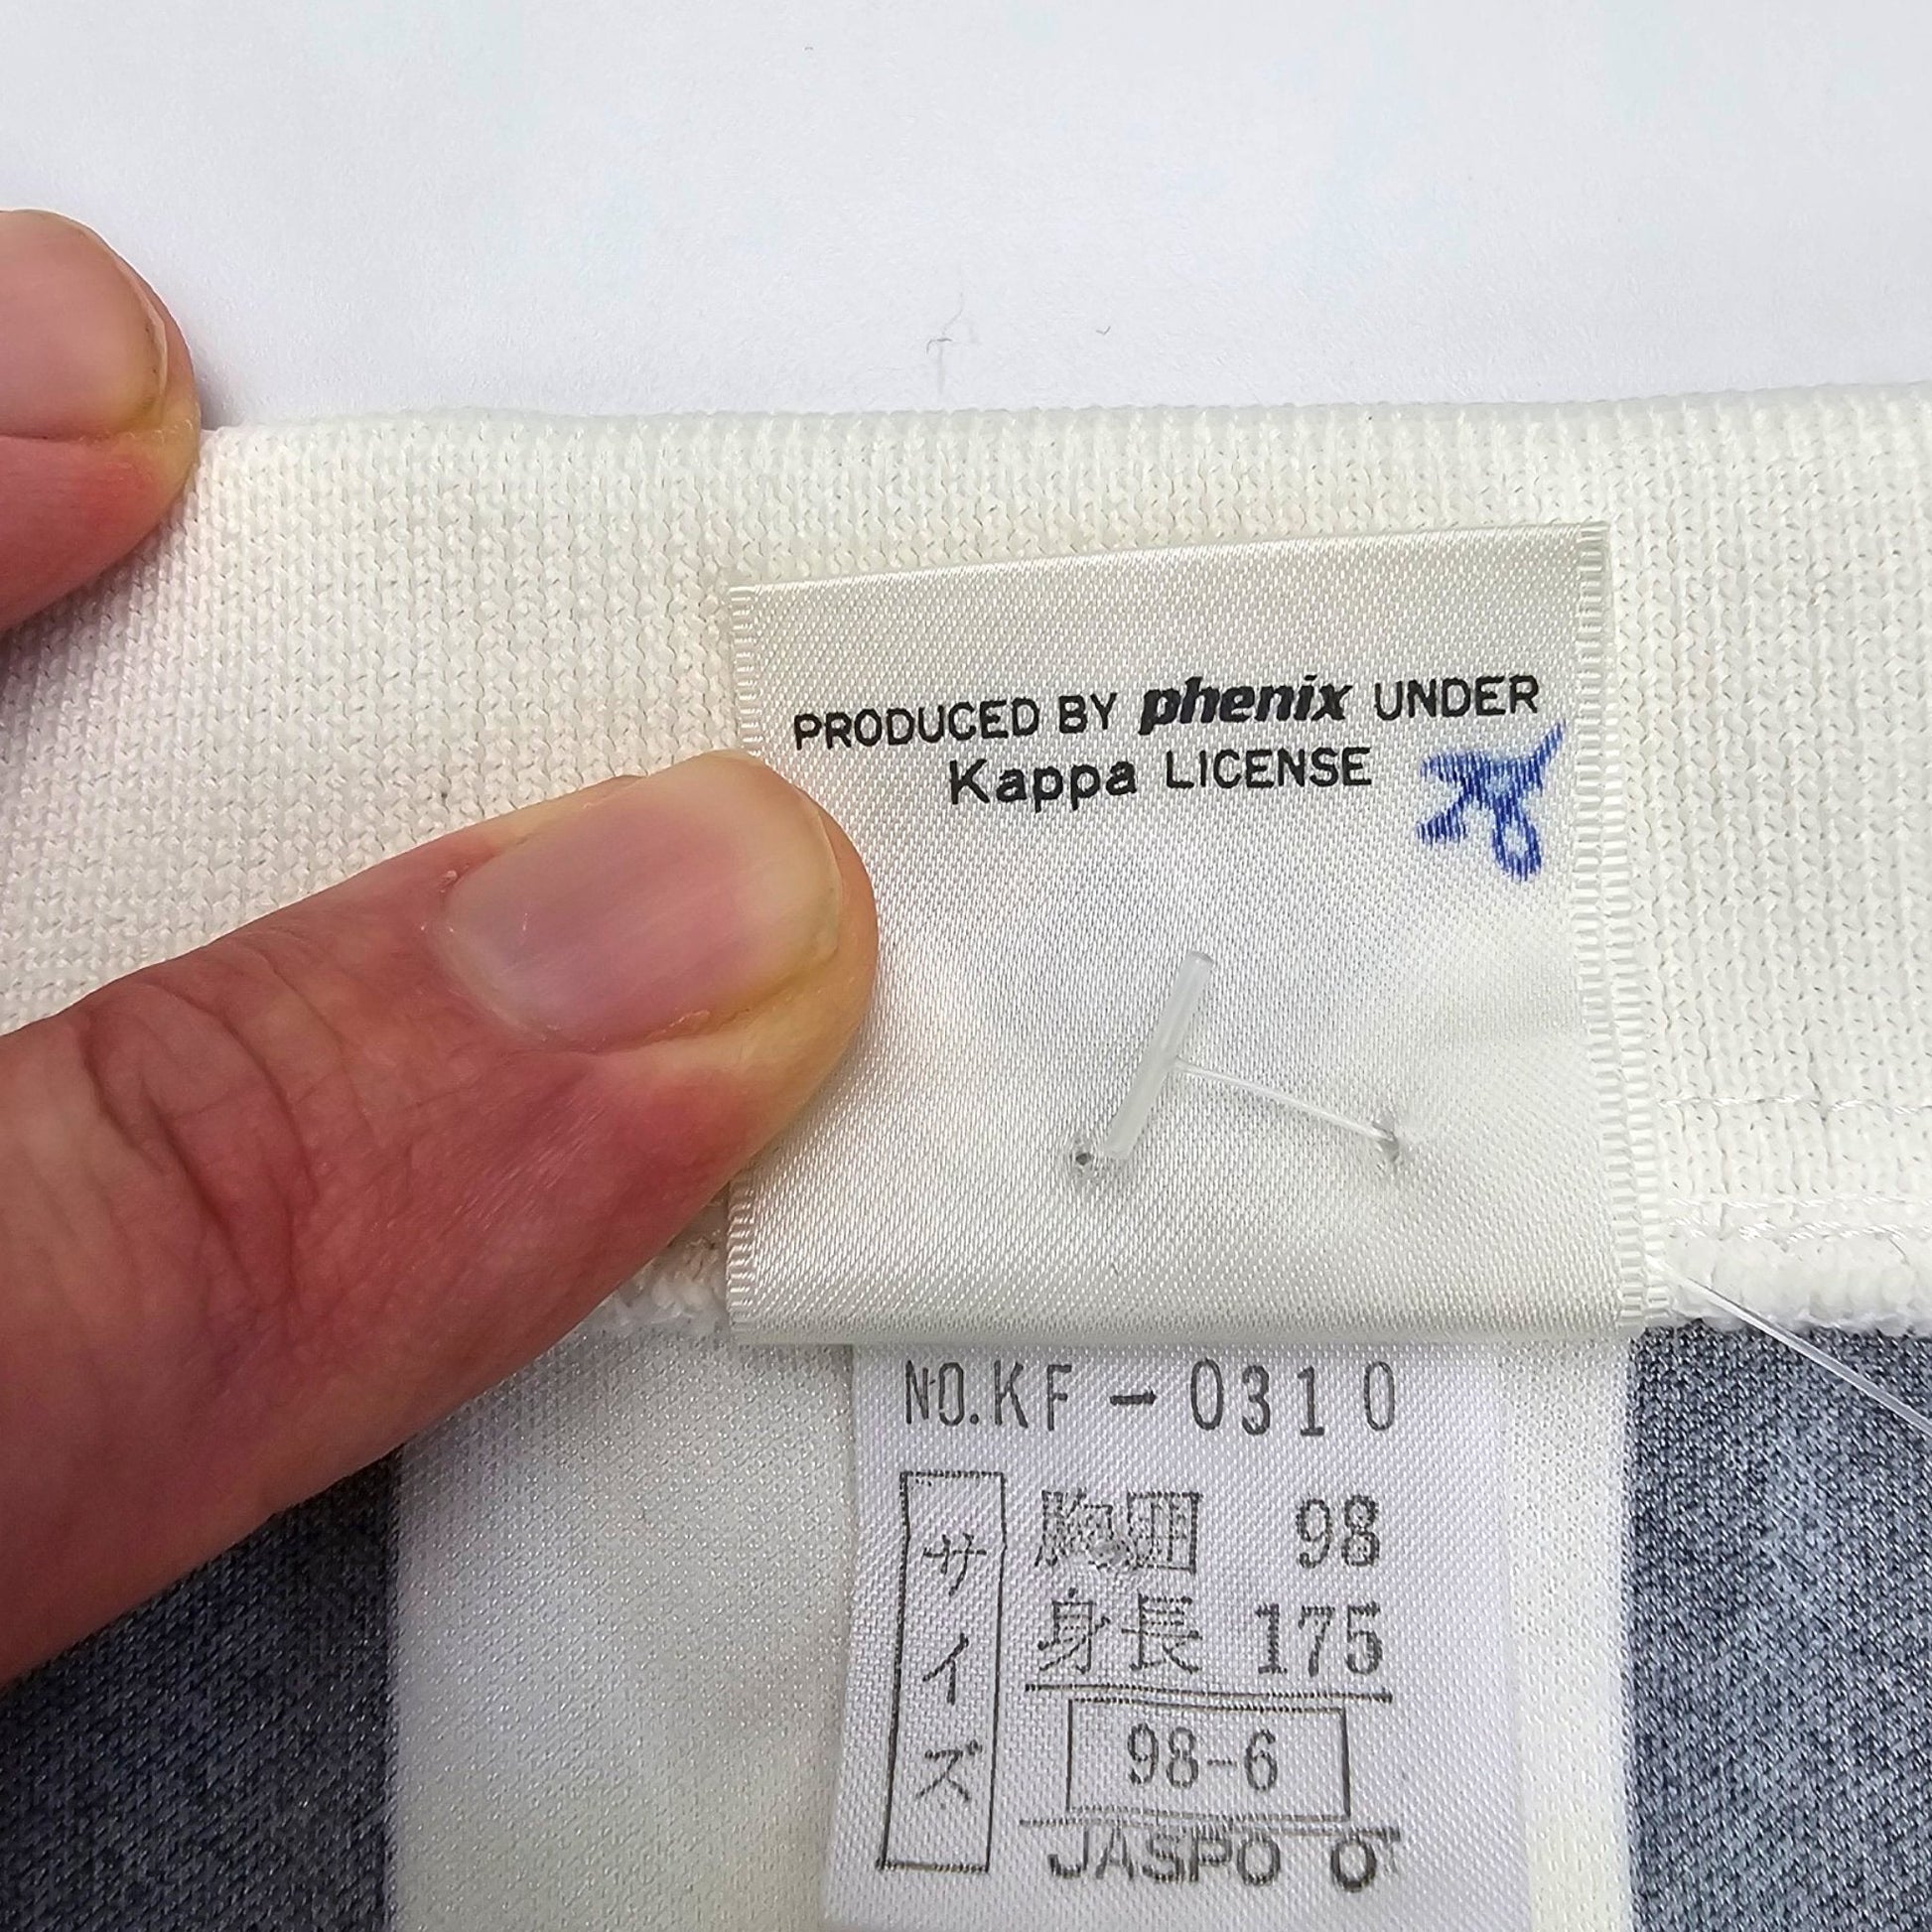 PRODUCED BY phenix UNDER
Kappa LICENSE
NO.KF-0310
サイズ
胸囲 98
身長 175
98-6
JASPO O